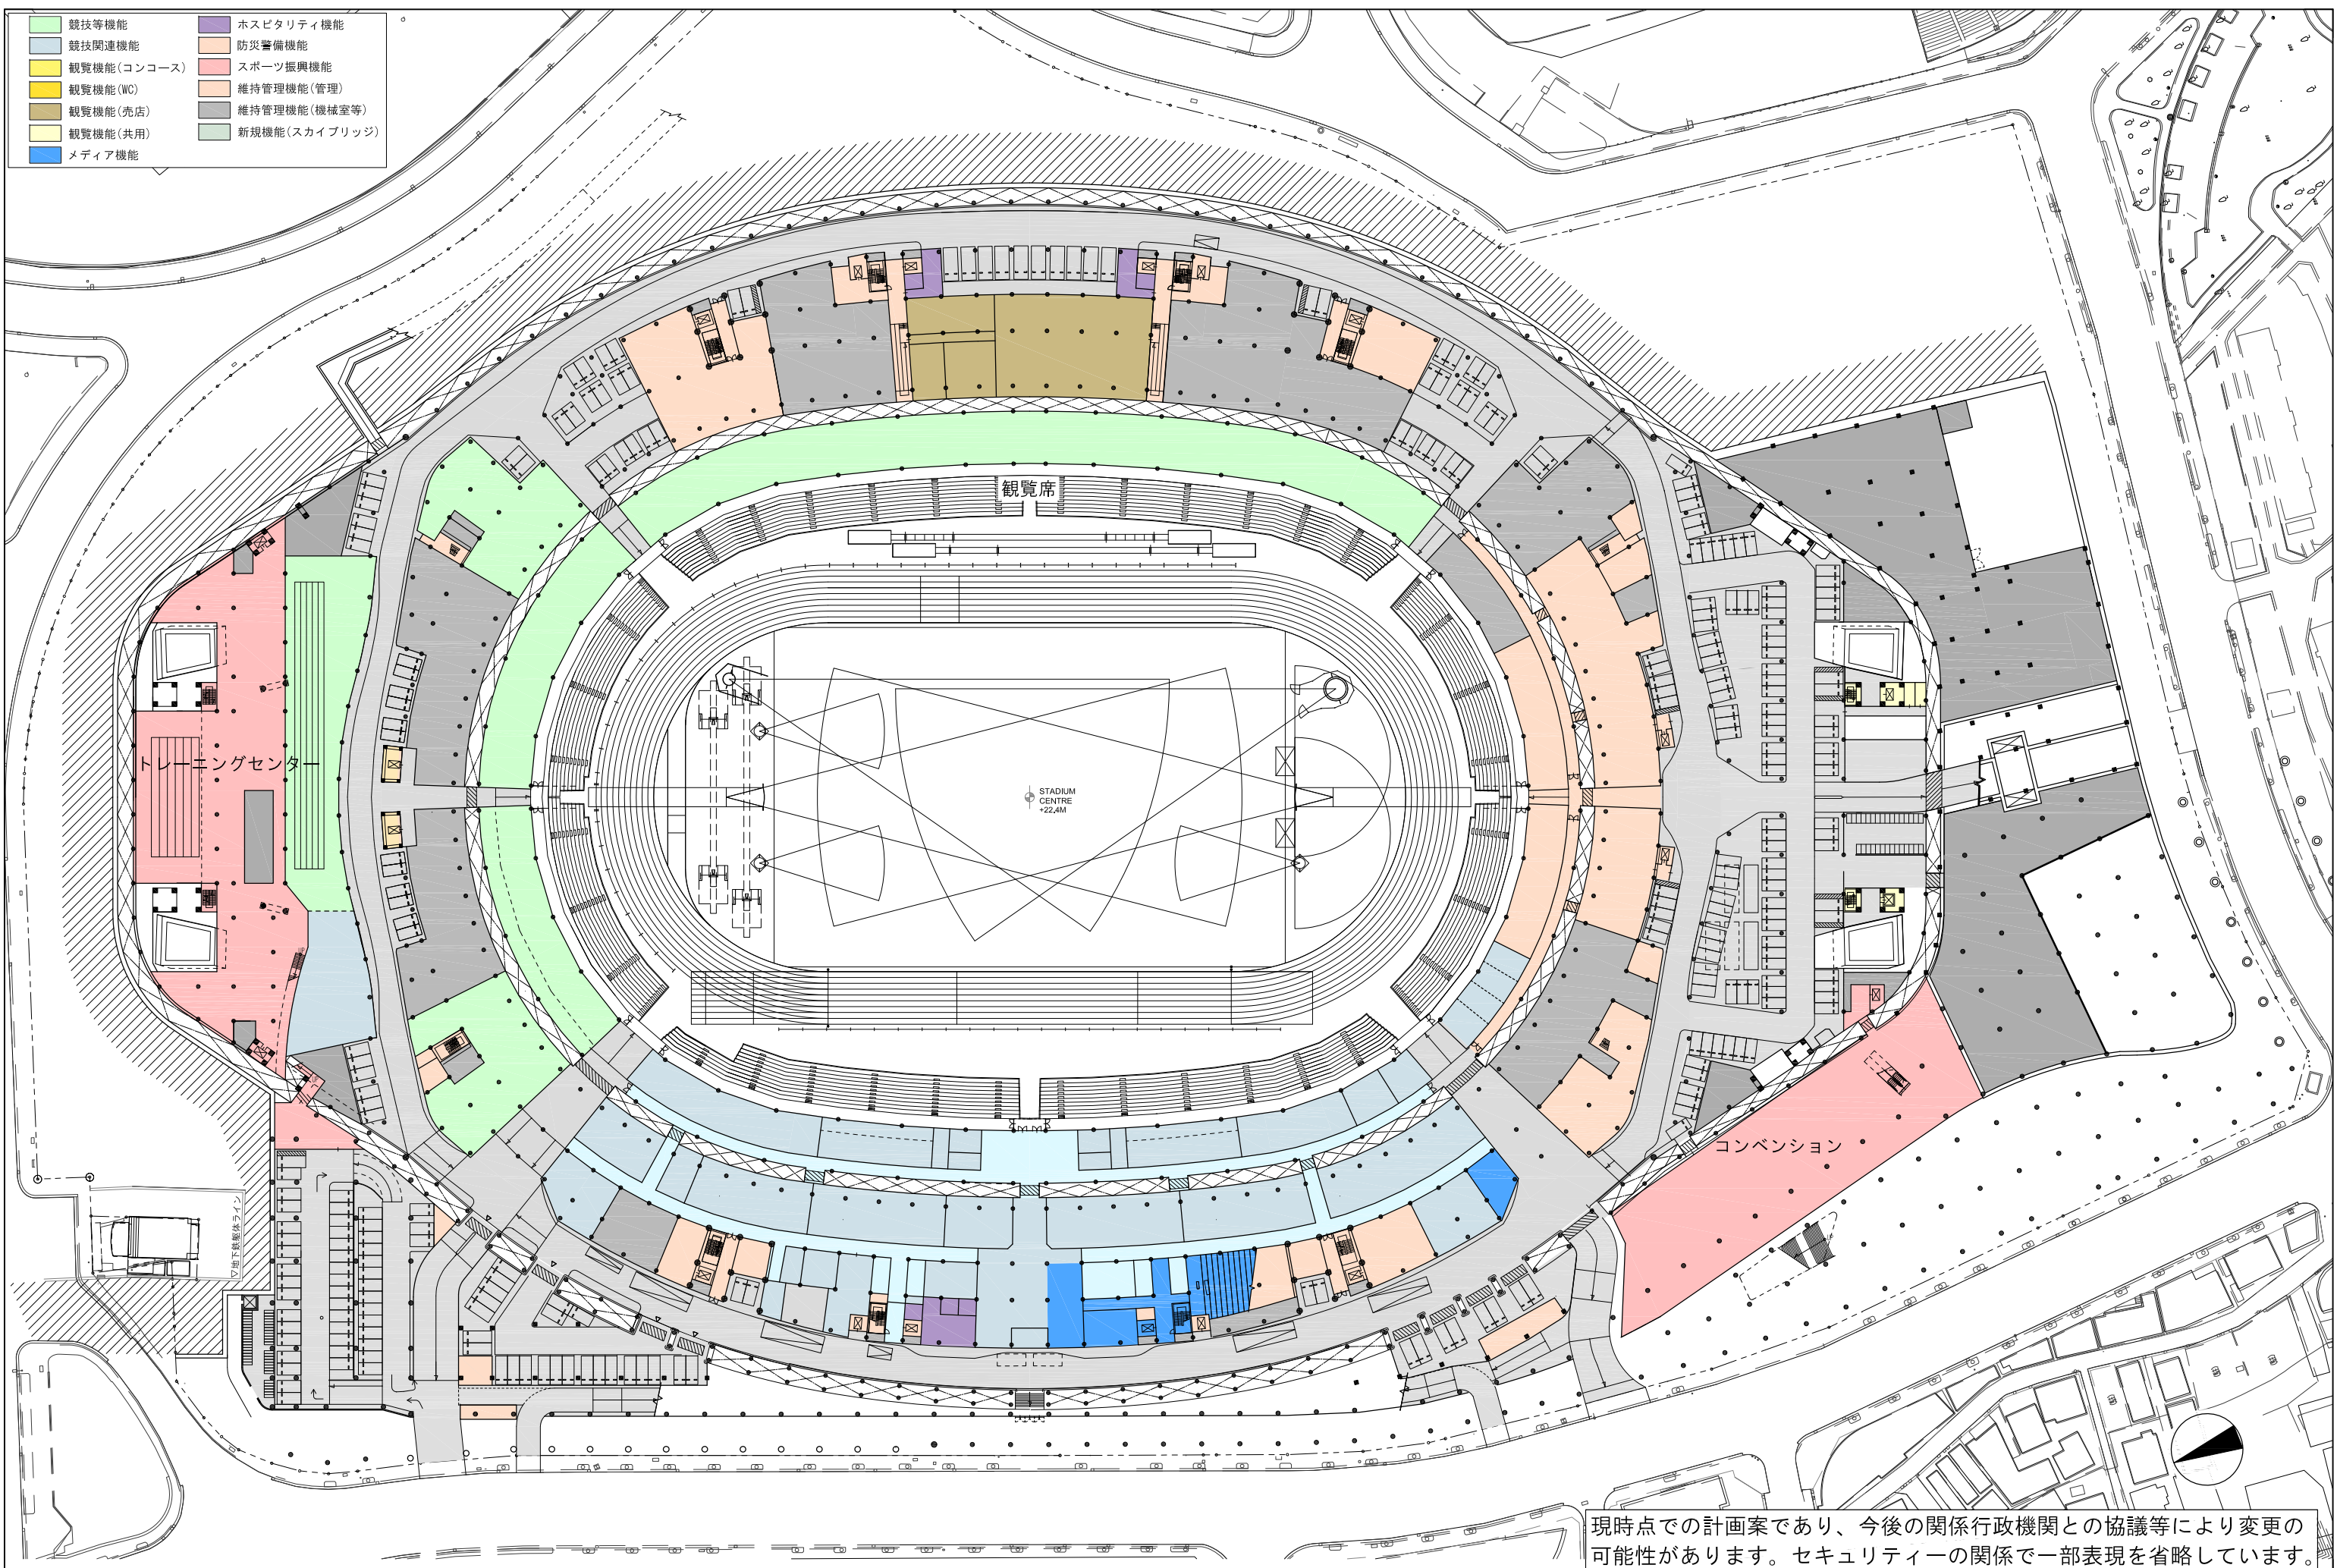 競技等機能
競技関連機能
観覧機能(コンコース)
観覧機能(WC)
観覧機能(売店)
観覧機能(共用)
メディア機能
ホスピタリティ機能
防災警備機能
スポーツ振興機能
維持管理機能(管理)
維持管理機能(機械室等)
新規機能(スカイブリッジ)
観覧席
トレーニングセンター
STADIUM
CENTRE
+22.4M
コンベンション
▽地下鉄躯体ライン
現時点での計画案であり、今後の関係行政機関との協議等により変更の
可能性があります。セキュリティーの関係で一部表現を省略しています。